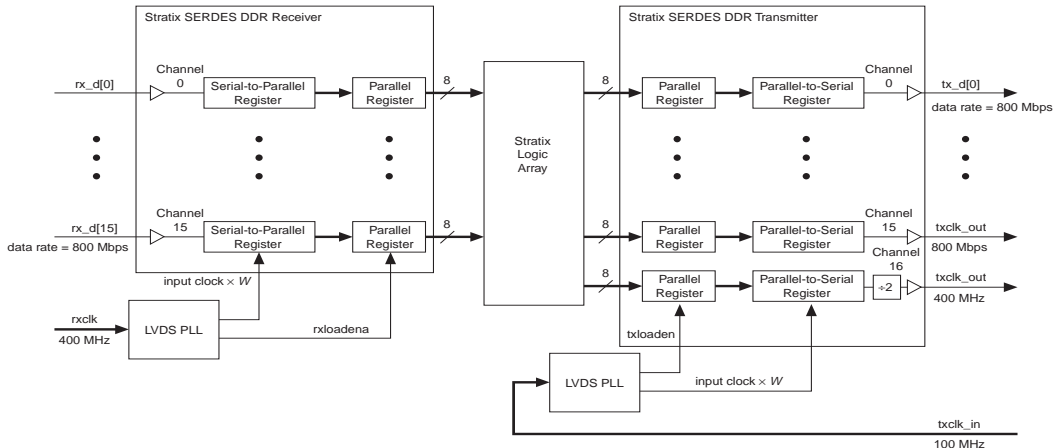 Stratix SERDES DDR Receiver
Stratix SERDES DDR Transmitter
rx_d[0]
Channel
0
Serial-to-Parallel
Register
Parallel
Register
8
Stratix
Logic
Array
8
Parallel
Register
Parallel-to-Serial
Register
Channel
0
tx_d[0]
data rate = 800 Mbps
rx_d[15]
data rate = 800 Mbps
Channel
15
Serial-to-Parallel
Register
Parallel
Register
8
8
Parallel
Register
Parallel-to-Serial
Register
Channel
15
txclk_out
800 Mbps
8
Parallel
Register
Parallel-to-Serial
Register
Channel
16
÷2
txclk_out
400 MHz
input clock × W
rxclk
400 MHz
LVDS PLL
rxloadena
txloaden
LVDS PLL
input clock × W
txclk_in
100 MHz